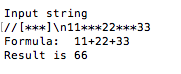 Input string
//[***]\n11***22***33
Formula:  11+22+33
Result is 66